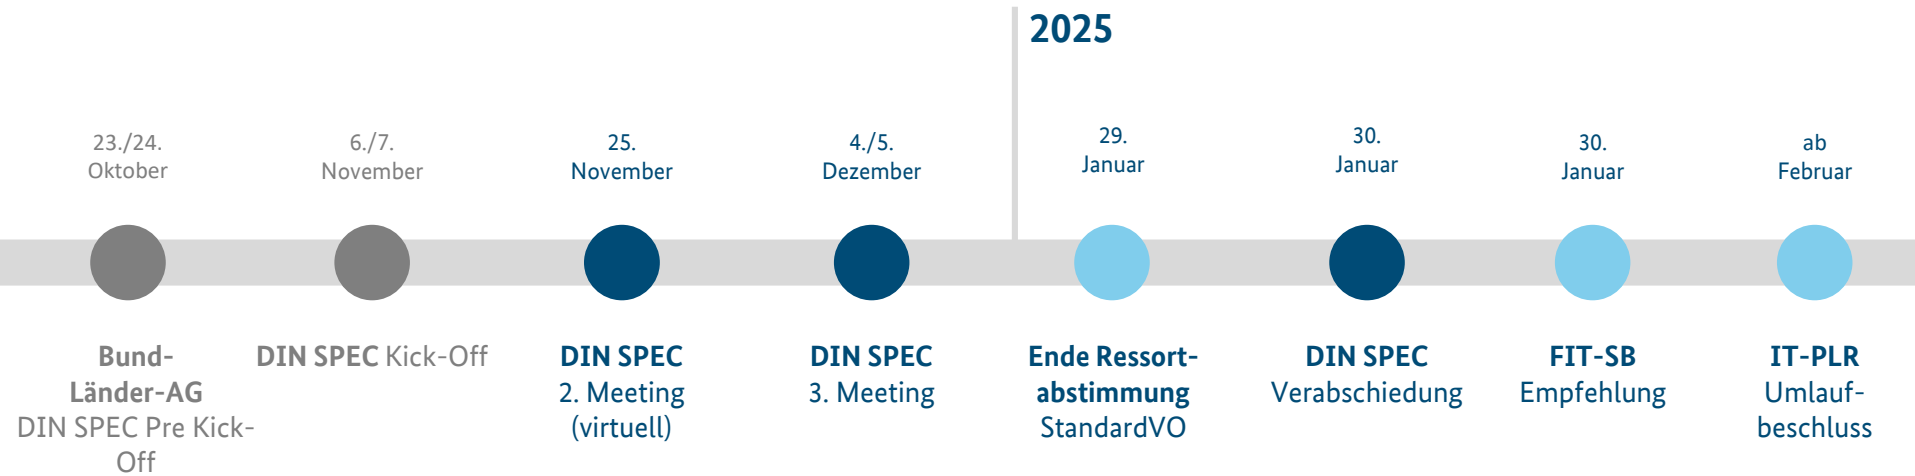 2025
23./24.
Oktober
6./7.
November
25.
November
4./5.
Dezember
29.
Januar
30.
Januar
30.
Januar
ab
Februar
Bund-
Länder-AG
DIN SPEC Pre Kick-
Off
DIN SPEC Kick-Off
DIN SPEC
2. Meeting
(virtuell)
DIN SPEC
3. Meeting
Ende Ressort-
abstimmung
StandardVO
DIN SPEC
Verabschiedung
FIT-SB
Empfehlung
IT-PLR
Umlauf-
beschluss